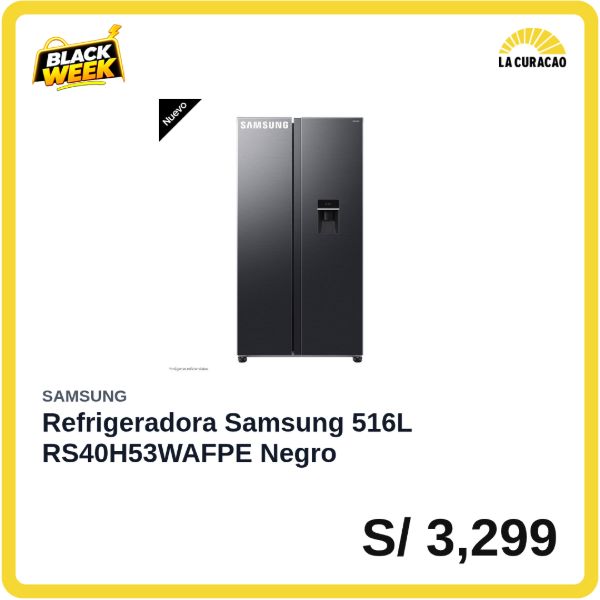 BLACK
WEEK
LA CURACAO
Nuevo
SAMSUNG
SAMSUNG
Refrigeradora Samsung 516L
RS40H53WAFPE Negro
S/ 3,299